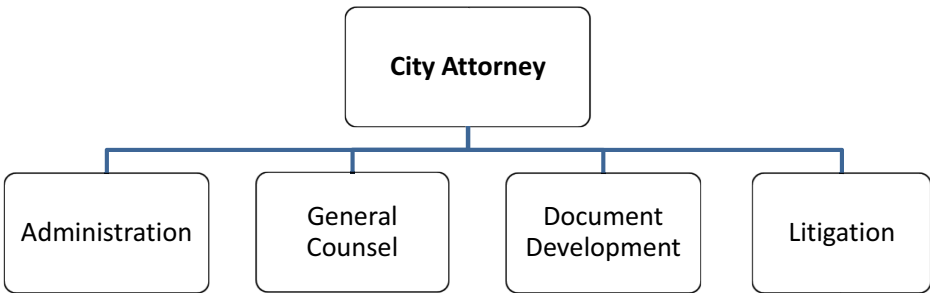 City Attorney
Administration
General
Counsel
Document
Development
Litigation